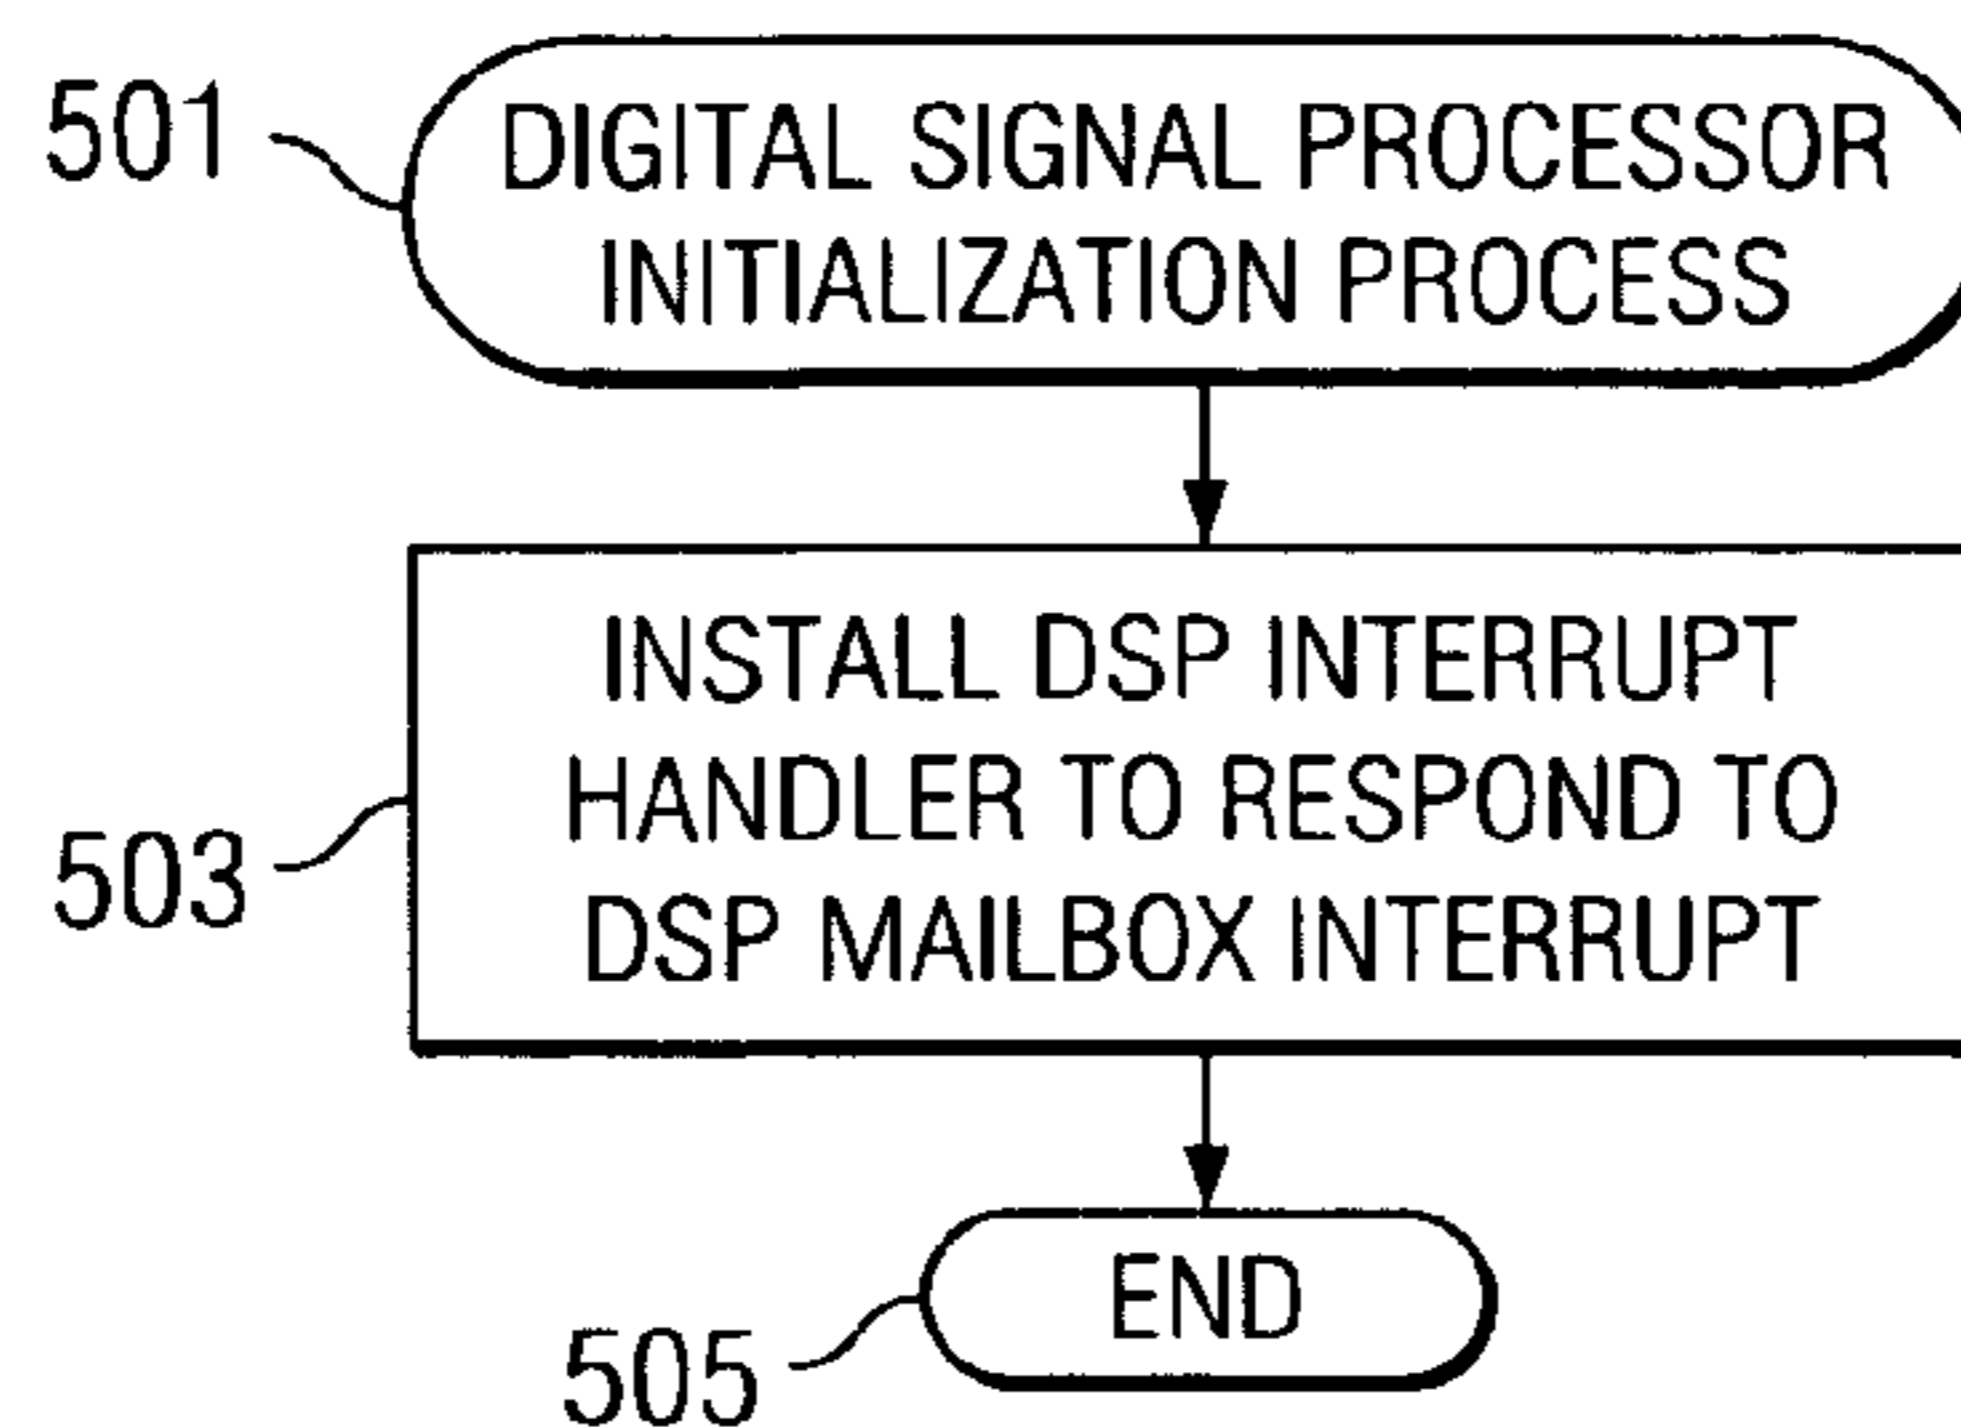 501
DIGITAL SIGNAL PROCESSOR
INITIALIZATION PROCESS
INSTALL DSP INTERRUPT
HANDLER TO RESPOND TO
DSP MAILBOX INTERRUPT
503
END
505